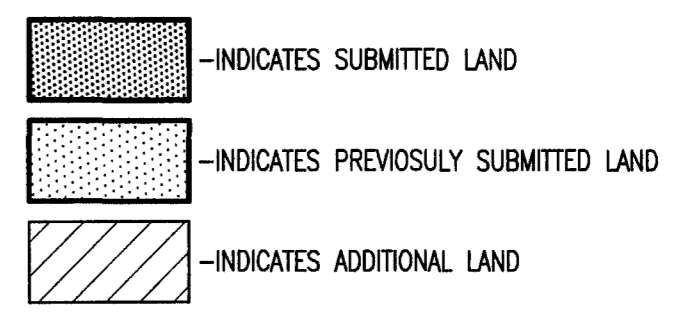 -INDICATES SUBMITTED LAND
-INDICATES PREVIOSULY SUBMITTED LAND
-INDICATES ADDITIONAL LAND